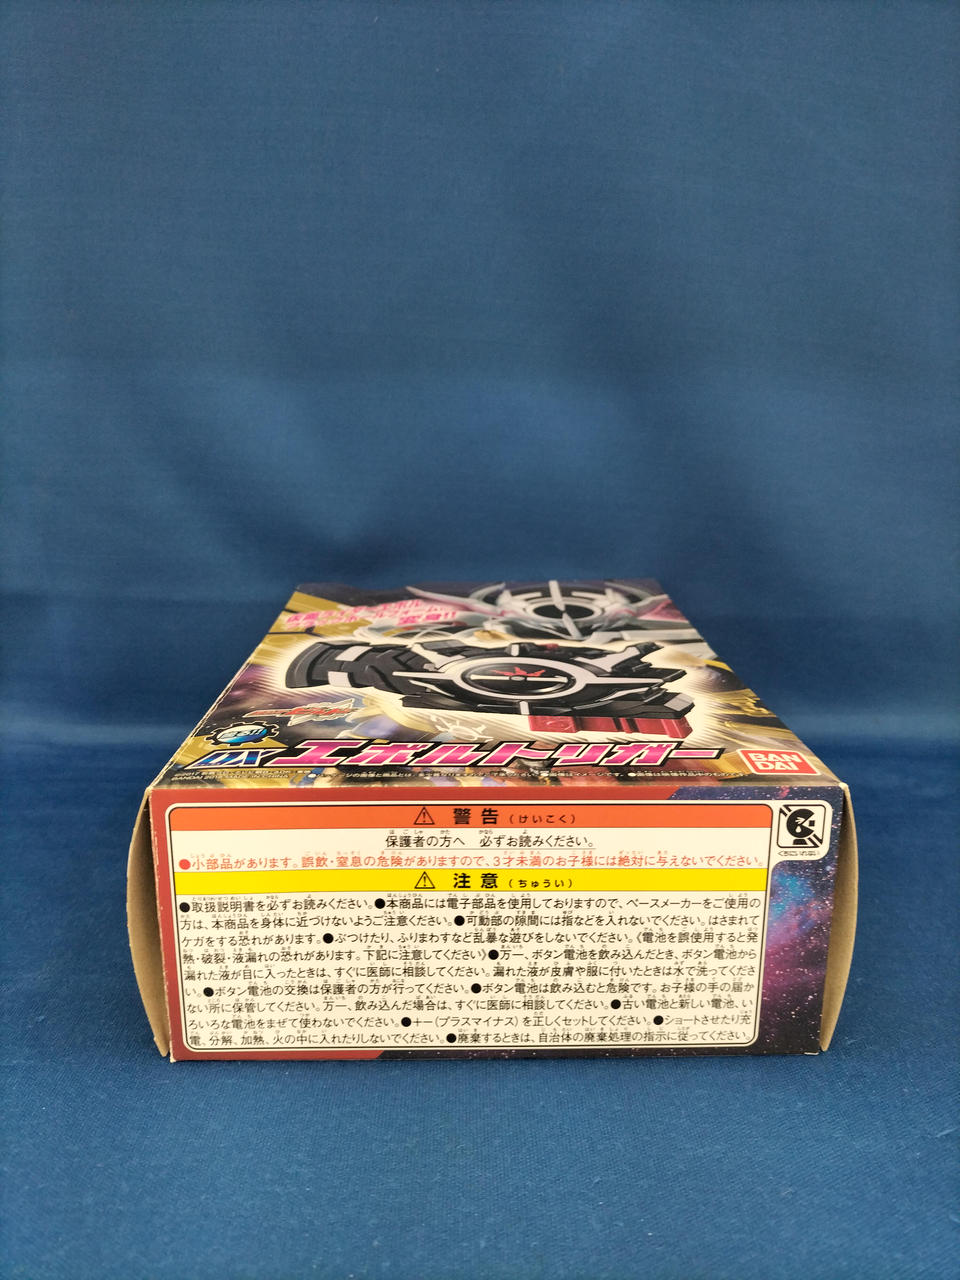 変身!!
DX エボルトリガー
BAN
DAI
警告(けいこく)
保護者の方へ 必ずお読みください。
●小部品があります。誤飲・窒息の危険がありますので、3才未満のお子様には絶対に与えないでください。
くちにいれない
注意(ちゅうい)
●取扱説明書を必ずお読みください。●本商品には電子部品を使用しておりますので、ペースメーカーをご使用の
方は、本商品を身体に近づけないようご注意ください。●可動部の隙間には指などを入れないでください。はさまれて
ケガをする恐れがあります。●ぶつけたり、ふりまわすなど乱暴な遊びをしないでください。《電池を誤使用すると発
熱・破裂・液漏れの恐れがあります。下記に注意してください》●万一、ボタン電池を飲み込んだとき、ボタン電池から
漏れた液が目に入ったときは、すぐに医師に相談してください。漏れた液が皮膚や服に付いたときは水で洗ってくださ
い。●ボタン電池の交換は保護者の方が行ってください。●ボタン電池は飲み込むと危険です。お子様の手の届か
ない所に保管してください。万一、飲み込んだ場合は、すぐに医師に相談してください。●古い電池と新しい電池、い
ろいろな電池をまぜて使わないでください。●+ー(プラスマイナス)を正しくセットしてください。●ショートさせたり充
電、分解、加熱、火の中に入れたりしないでください。●廃棄するときは、自治体の廃棄処理の指示に従ってください。